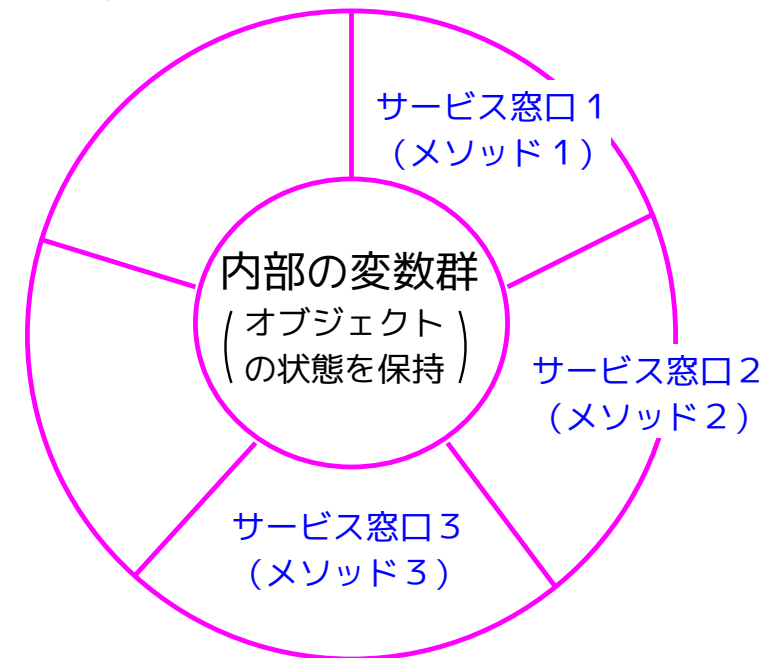 サービス窓口１
(メソッド１)
内部の変数群
(オブジェクト
の状態を保持)
サービス窓口２
(メソッド２)
サービス窓口３
(メソッド３)